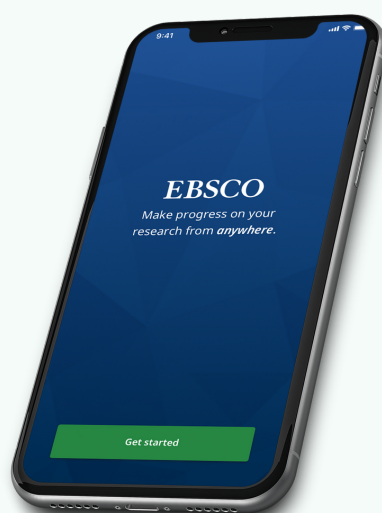 9:41
EBSCO
Make progress on your
research from anywhere.
Get started